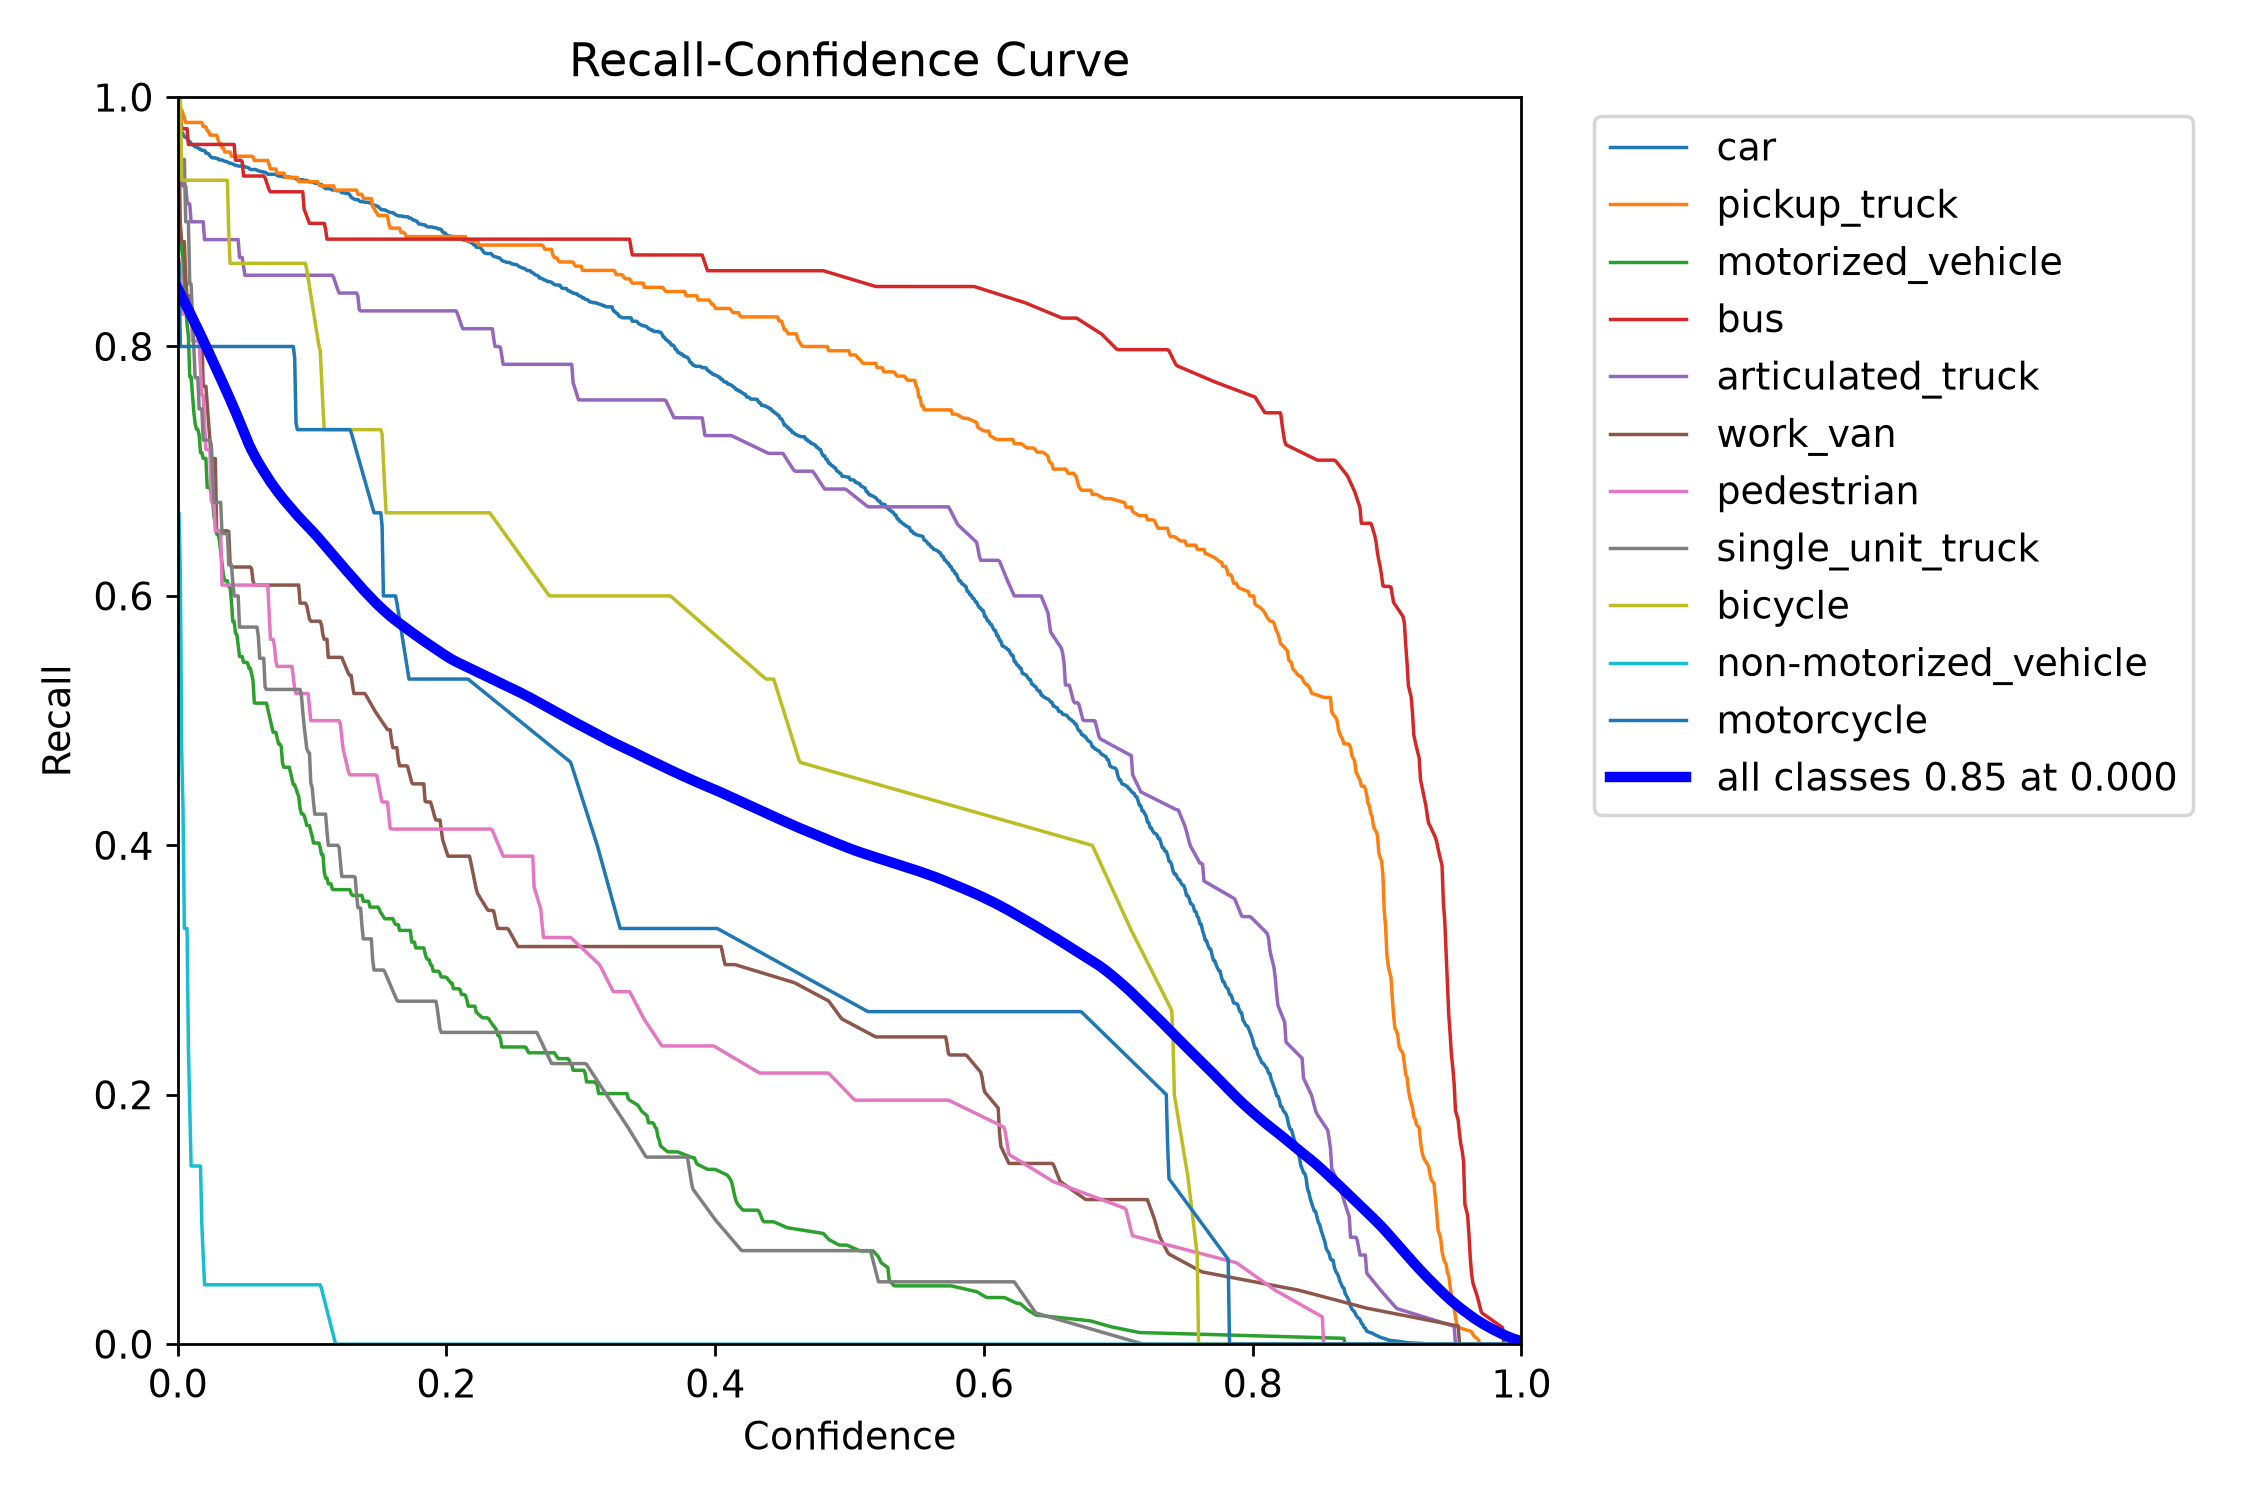 Recall-Confidence Curve
1.0
0.8
0.6
0.4
0.2
0.0
Recall
0.0 0.2 0.4 0.6 0.8 1.0
Confidence
car
pickup_truck
motorized_vehicle
bus
articulated_truck
work_van
pedestrian
single_unit_truck
bicycle
non-motorized_vehicle
motorcycle
all classes 0.85 at 0.000